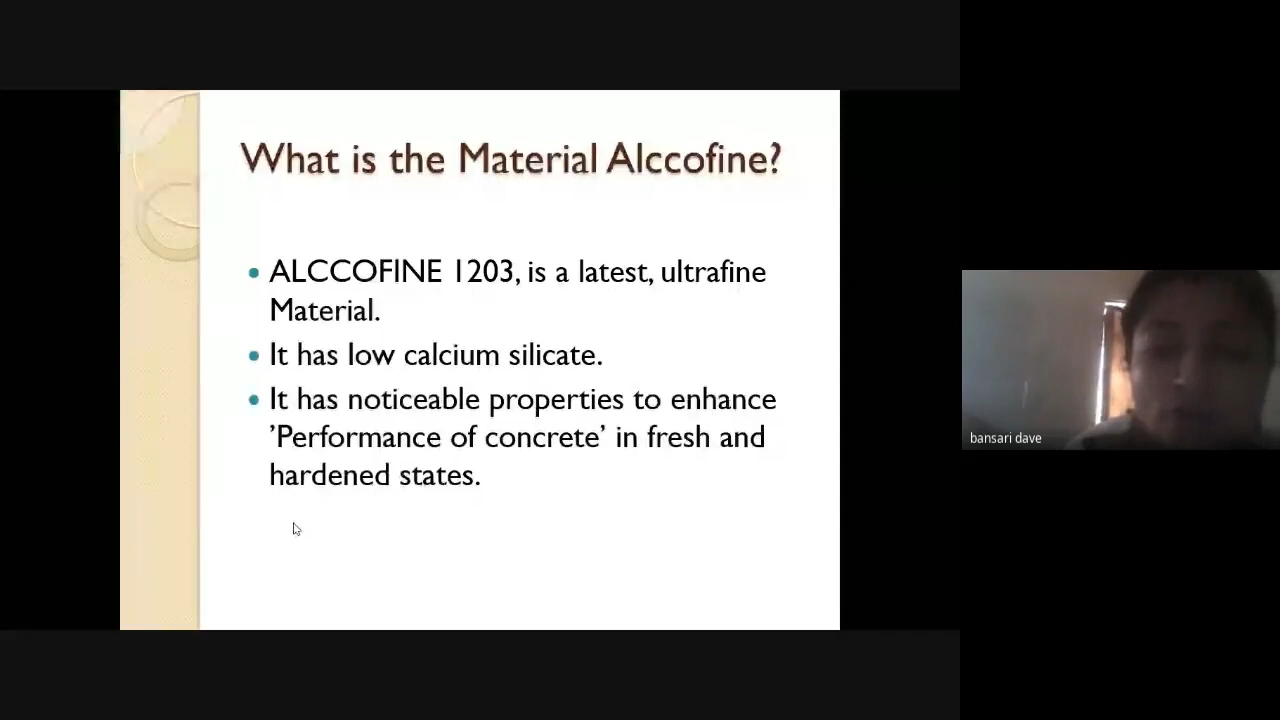 What is the Material Alccofine?
• ALCCOFINE 1203, is a latest, ultrafine
Material.
• It has low calcium silicate.
• It has noticeable properties to enhance
’Performance of concrete’ in fresh and
hardened states.
bansari dave